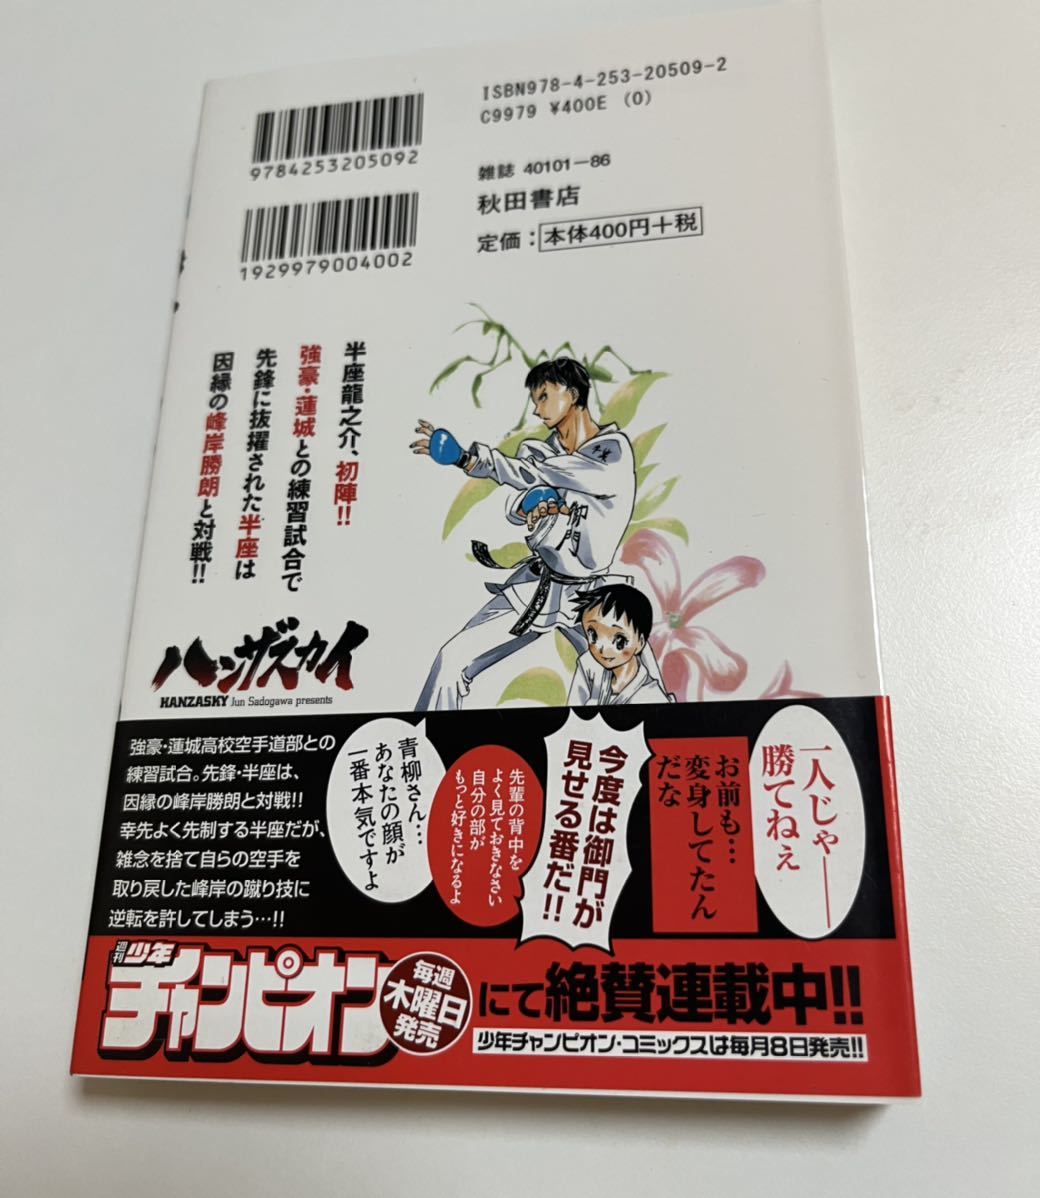 ISBN978-4-253-20509-2
C9979 ¥400E (0)
9784253205092
1929979004002
雑誌 40101-86
秋田書店
定価：本体400円+税
半座龍之介、初陣!!
強豪・蓮城との練習試合で
先鋒に抜擢された半座は
因縁の峰岸勝朗と対戦!!
御門
ハンザスカイ
HANZASKY Jun Sadogawa presents
強豪・蓮城高校空手道部との
練習試合。先鋒・半座は、
因縁の峰岸勝朗と対戦!!
幸先よく先制する半座だが、
雑念を捨て自らの空手を
取り戻した峰岸の蹴り技に
逆転を許してしまう…!!
一人じゃ――
勝てねぇ
お前も…
変身してたん
だな
今度は御門が
見せる番だ!!
先輩の背中を
よく見ておきなさい
自分の部が
もっと好きになるよ
青柳さん…
あなたの顔が
一番本気ですよ
週刊少年
チャンピオン
毎週
木曜日
発売
にて絶賛連載中!!
少年チャンピオン・コミックスは毎月8日発売!!